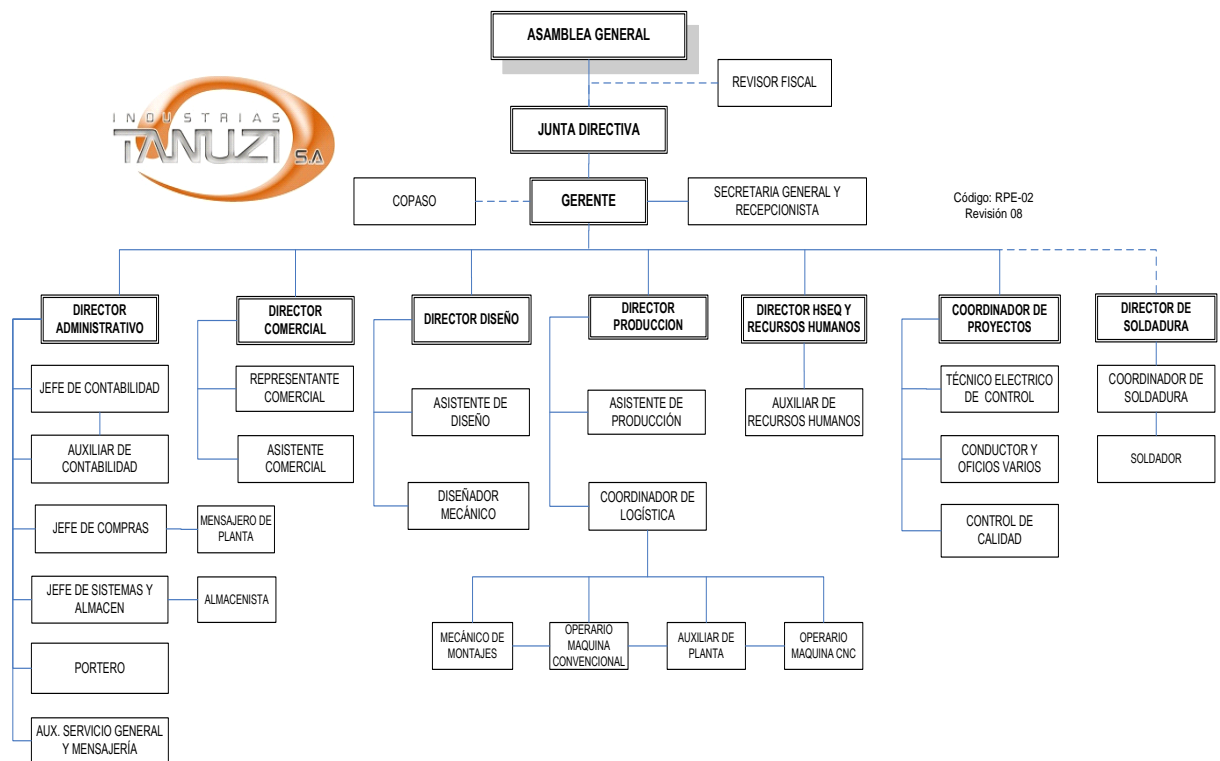 ASAMBLEA GENERAL
REVISOR FISCAL
INDUSTRIAS
TANUZI S.A
JUNTA DIRECTIVA
COPASO
GERENTE
SECRETARIA GENERAL Y
RECEPCIONISTA
Código: RPE-02
Revisión 08
DIRECTOR
ADMINISTRATIVO
DIRECTOR
COMERCIAL
DIRECTOR DISEÑO
DIRECTOR
PRODUCCION
DIRECTOR HSEQ Y
RECURSOS HUMANOS
COORDINADOR DE
PROYECTOS
DIRECTOR DE
SOLDADURA
JEFE DE CONTABILIDAD
REPRESENTANTE
COMERCIAL
ASISTENTE DE
DISEÑO
ASISTENTE DE
PRODUCCIÓN
AUXILIAR DE
RECURSOS HUMANOS
TÉCNICO ELECTRICO
DE CONTROL
COORDINADOR DE
SOLDADURA
AUXILIAR DE
CONTABILIDAD
ASISTENTE
COMERCIAL
DISEÑADOR
MECÁNICO
COORDINADOR DE
LOGÍSTICA
CONDUCTOR Y
OFICIOS VARIOS
SOLDADOR
JEFE DE COMPRAS
MENSAJERO DE
PLANTA
CONTROL DE
CALIDAD
JEFE DE SISTEMAS Y
ALMACEN
ALMACENISTA
MECÁNICO DE
MONTAJES
OPERARIO
MAQUINA
CONVENCIONAL
AUXILIAR DE
PLANTA
OPERARIO
MAQUINA CNC
PORTERO
AUX. SERVICIO GENERAL
Y MENSAJERÍA